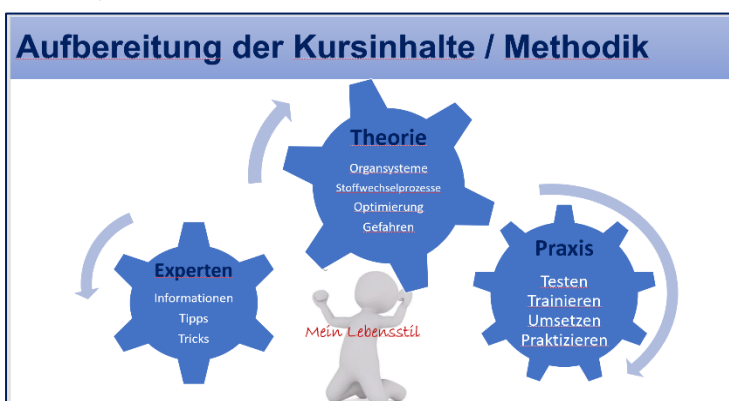 Aufbereitung der Kursinhalte / Methodik
Theorie
Organsysteme
Stoffwechselprozesse
Optimierung
Gefahren
Experten
Informationen
Tipps
Tricks
Praxis
Testen
Trainieren
Umsetzen
Praktizieren
Mein Lebensstil